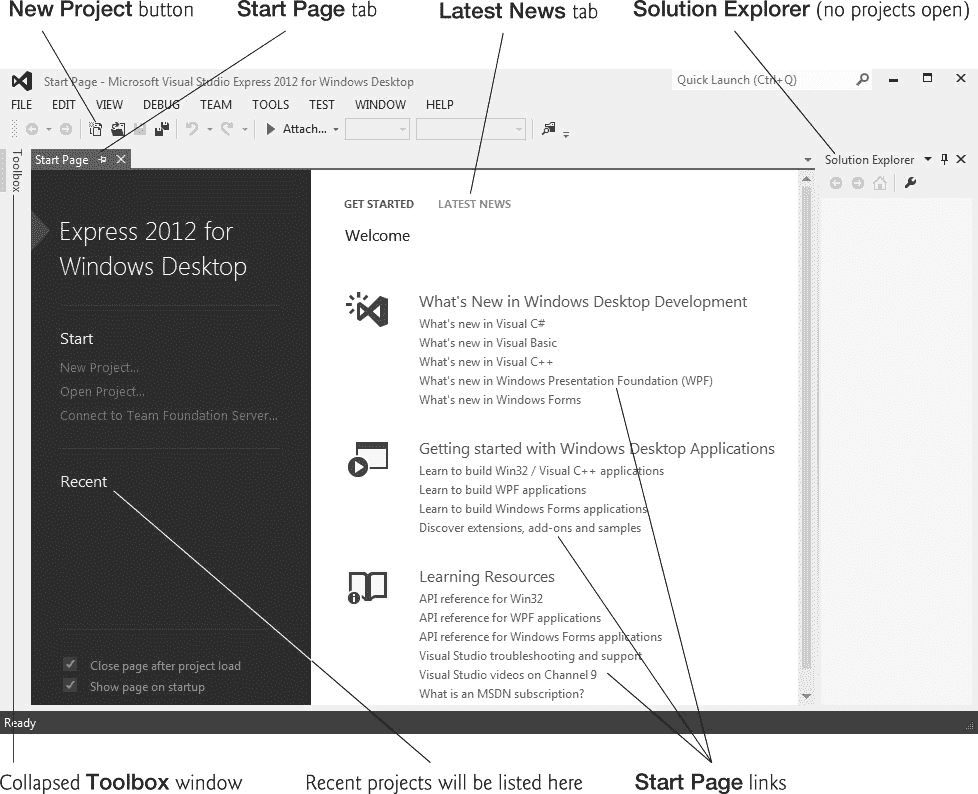 New Project button
Start Page tab
Latest News tab
Solution Explorer (no projects open)
Start Page - Microsoft Visual Studio Express 2012 for Windows Desktop
Quick Launch (Ctrl+Q)
FILE EDIT VIEW DEBUG TEAM TOOLS TEST WINDOW HELP
Attach...
Toolbox
Start Page
Solution Explorer
Express 2012 for
Windows Desktop
Start
New Project...
Open Project...
Connect to Team Foundation Server...
Recent
Close page after project load
Show page on startup
GET STARTED LATEST NEWS
Welcome
What's New in Windows Desktop Development
What's new in Visual C#
What's new in Visual Basic
What's new in Visual C++
What's new in Windows Presentation Foundation (WPF)
What's new in Windows Forms
Getting started with Windows Desktop Applications
Learn to build Win32 / Visual C++ applications
Learn to build WPF applications
Learn to build Windows Forms applications
Discover extensions, add-ons and samples
Learning Resources
API reference for Win32
API reference for WPF applications
API reference for Windows Forms applications
Visual Studio troubleshooting and support
Visual Studio videos on Channel 9
What is an MSDN subscription?
Ready
Collapsed Toolbox window
Recent projects will be listed here
Start Page links